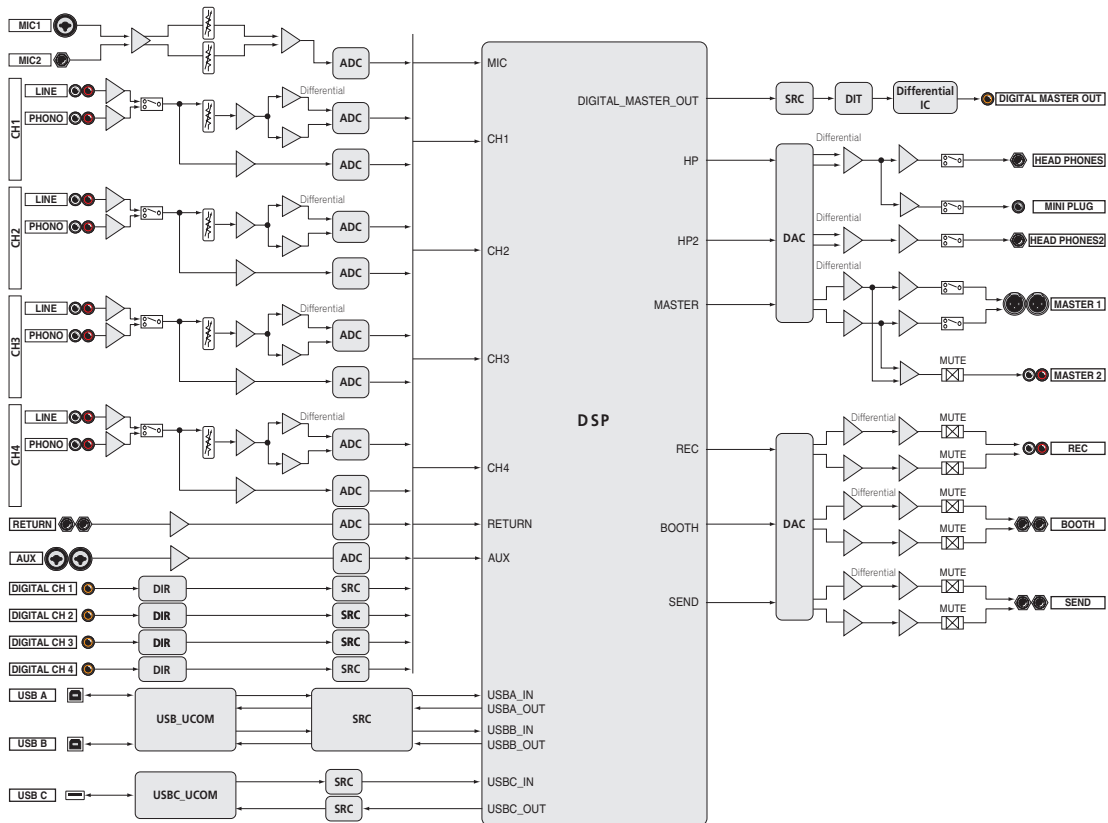 MIC1
MIC2
ADC
MIC
CH1
LINE
PHONO
Differential
ADC
ADC
CH1
CH2
LINE
PHONO
Differential
ADC
ADC
CH2
CH3
LINE
PHONO
Differential
ADC
ADC
CH3
CH4
LINE
PHONO
Differential
ADC
ADC
CH4
RETURN
ADC
RETURN
AUX
ADC
AUX
DIGITAL CH 1
DIR
SRC
DIGITAL CH 2
DIR
SRC
DIGITAL CH 3
DIR
SRC
DIGITAL CH 4
DIR
SRC
USB A
USB B
USB_UCOM
SRC
USBA_IN
USBA_OUT
USBB_IN
USBB_OUT
USB C
USBC_UCOM
SRC
SRC
USBC_IN
USBC_OUT
DSP
DIGITAL_MASTER_OUT
SRC
DIT
Differential
IC
DIGITAL MASTER OUT
HP
HP2
MASTER
DAC
Differential
HEAD PHONES
MINI PLUG
Differential
HEAD PHONES2
Differential
MASTER 1
MUTE
MASTER 2
REC
BOOTH
SEND
DAC
Differential
MUTE
MUTE
REC
Differential
MUTE
MUTE
BOOTH
Differential
MUTE
MUTE
SEND